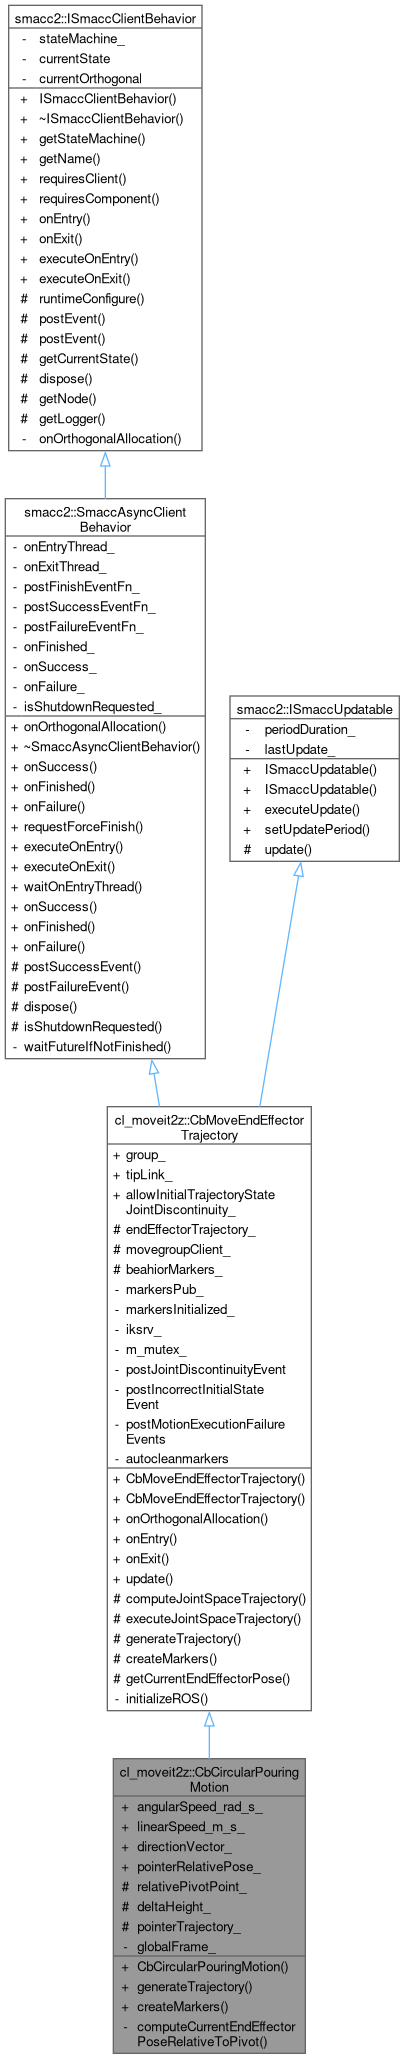 smacc2::ISmaccClientBehavior
- stateMachine_
- currentState
- currentOrthogonal
+ ISmaccClientBehavior()
+ ~ISmaccClientBehavior()
+ getStateMachine()
+ getName()
+ requiresClient()
+ requiresComponent()
+ onEntry()
+ onExit()
+ executeOnEntry()
+ executeOnExit()
# runtimeConfigure()
# postEvent()
# postEvent()
# getCurrentState()
# dispose()
# getNode()
# getLogger()
- onOrthogonalAllocation()
smacc2::SmaccAsyncClient
Behavior
- onEntryThread_
- onExitThread_
- postFinishEventFn_
- postSuccessEventFn_
- postFailureEventFn_
- onFinished_
- onSuccess_
- onFailure_
- isShutdownRequested_
+ onOrthogonalAllocation()
+ ~SmaccAsyncClientBehavior()
+ onSuccess()
+ onFinished()
+ onFailure()
+ requestForceFinish()
+ executeOnEntry()
+ executeOnExit()
+ waitOnEntryThread()
+ onSuccess()
+ onFinished()
+ onFailure()
# postSuccessEvent()
# postFailureEvent()
# dispose()
# isShutdownRequested()
- waitFutureIfNotFinished()
smacc2::ISmaccUpdatable
- periodDuration_
- lastUpdate_
+ ISmaccUpdatable()
+ ISmaccUpdatable()
+ executeUpdate()
+ setUpdatePeriod()
# update()
cl_moveit2z::CbMoveEndEffector
Trajectory
+ group_
+ tipLink_
+ allowInitialTrajectoryState
JointDiscontinuity_
# endEffectorTrajectory_
# movegroupClient_
# beahiorMarkers_
- markersPub_
- markersInitialized_
- iksrv_
- m_mutex_
- postJointDiscontinuityEvent
- postIncorrectInitialState
Event
- postMotionExecutionFailure
Events
- autocleanmarkers
+ CbMoveEndEffectorTrajectory()
+ CbMoveEndEffectorTrajectory()
+ onOrthogonalAllocation()
+ onEntry()
+ onExit()
+ update()
# computeJointSpaceTrajectory()
# executeJointSpaceTrajectory()
# generateTrajectory()
# createMarkers()
# getCurrentEndEffectorPose()
- initializeROS()
cl_moveit2z::CbCircularPouring
Motion
+ angularSpeed_rad_s_
+ linearSpeed_m_s_
+ directionVector_
+ pointerRelativePose_
# relativePivotPoint_
# deltaHeight_
# pointerTrajectory_
- globalFrame_
+ CbCircularPouringMotion()
+ generateTrajectory()
+ createMarkers()
- computeCurrentEndEffector
PoseRelativeToPivot()